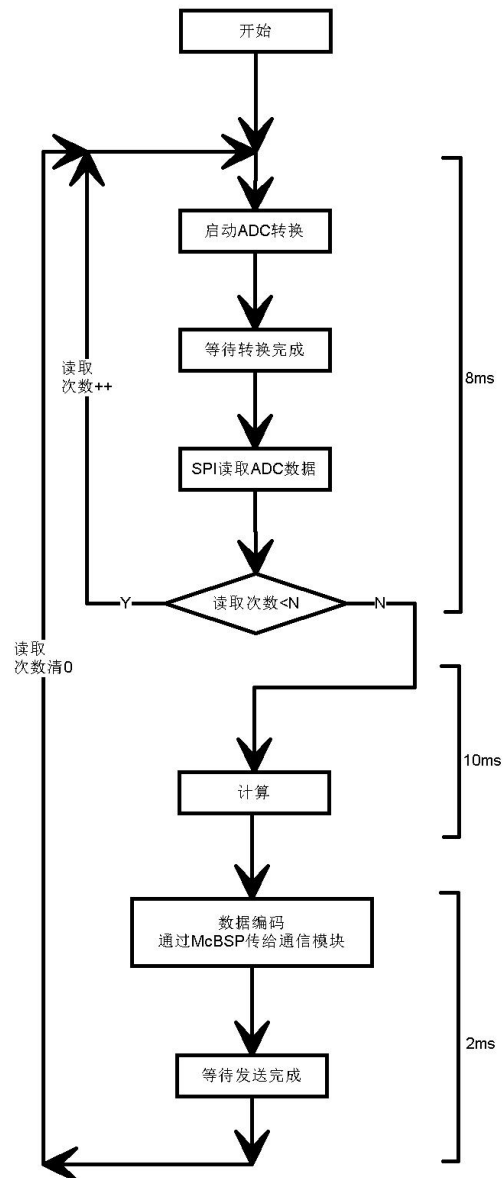 开始
启动ADC转换
等待转换完成
读取
次数++
8ms
SPI读取ADC数据
Y
读取次数<N
N
读取
次数清0
10ms
计算
数据编码
通过McBSP传给通信模块
2ms
等待发送完成